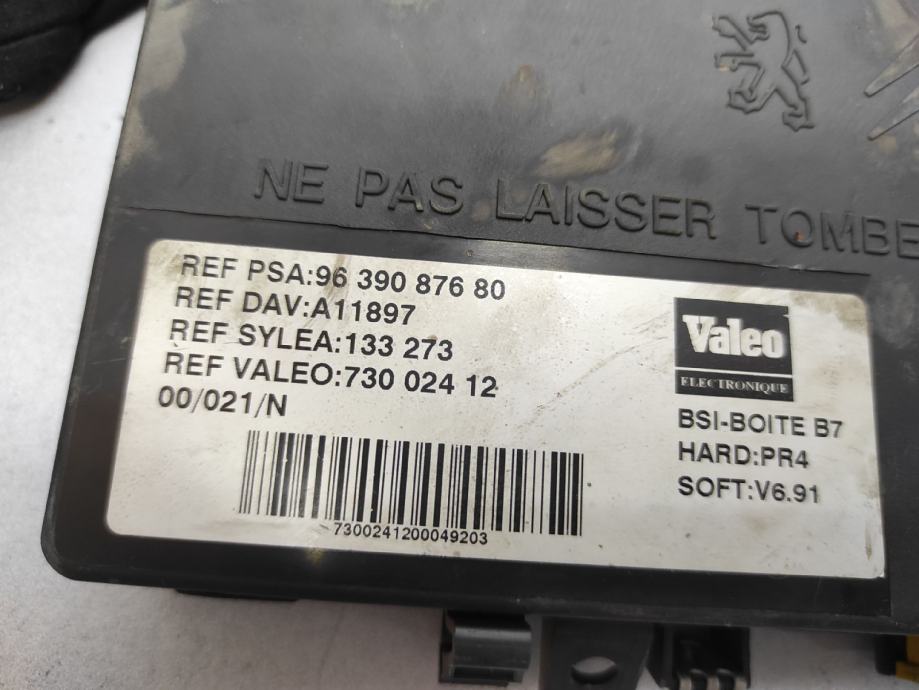 NE PAS LAISSER TOMBE
REF PSA:96 390 876 80
REF DAV:A11897
REF SYLEA:133 273
REF VALEO:730 024 12
00/021/N
7300241200049203
Valeo
ELECTRONIQUE
BSI-BOITE B7
HARD:PR4
SOFT:V6.91